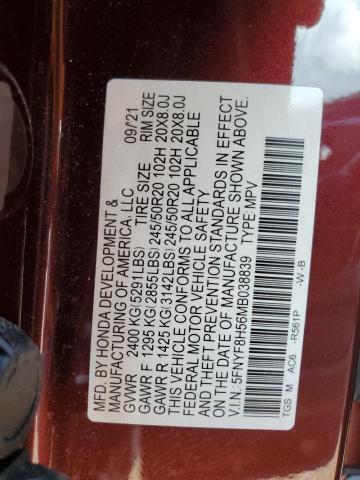 MFD. BY HONDA DEVELOPMENT & 09/21
MANUFACTURING OF AMERICA, LLC
TIRE SIZE RIM SIZE
GVWR 2400 KG(5291LBS)
GAWR F 1295 KG(2855LBS) 245/50R20 102H 20X8.0J
GAWR R 1425 KG(3142LBS) 245/50R20 102H 20X8.0J
THIS VEHICLE CONFORMS TO ALL APPLICABLE
FEDERAL MOTOR VEHICLE SAFETY
AND THEFT PREVENTION STANDARDS IN EFFECT
ON THE DATE OF MANUFACTURE SHOWN ABOVE.
V.I.N.:5FNYF8H56MB038839 TYPE:MPV
TGS M AC6 -R561P -W -B